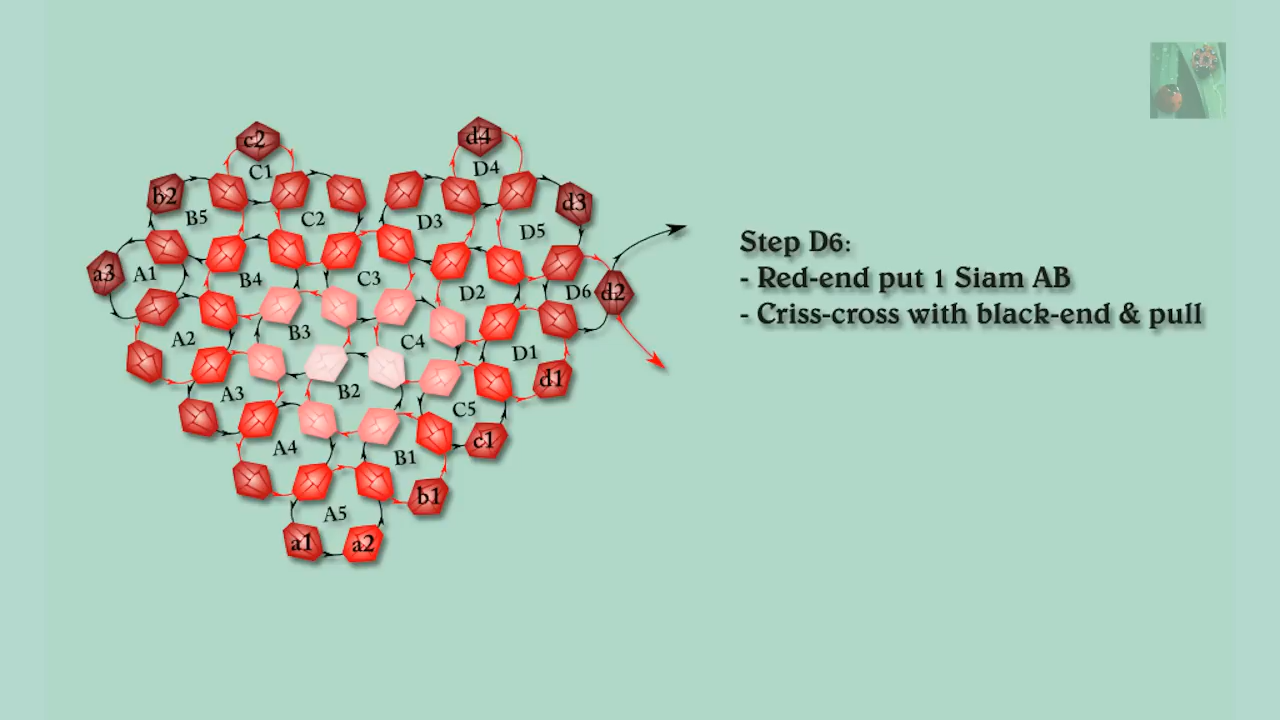 c2
d4
C1
D4
b2
d3
B5
C2
D3
D5
a3
A1
B4
C3
D2
D6
d2
A2
B3
C4
D1
A3
B2
d1
C5
A4
B1
c1
b1
A5
a1
a2
Step D6:
- Red-end put 1 Siam AB
- Criss-cross with black-end & pull